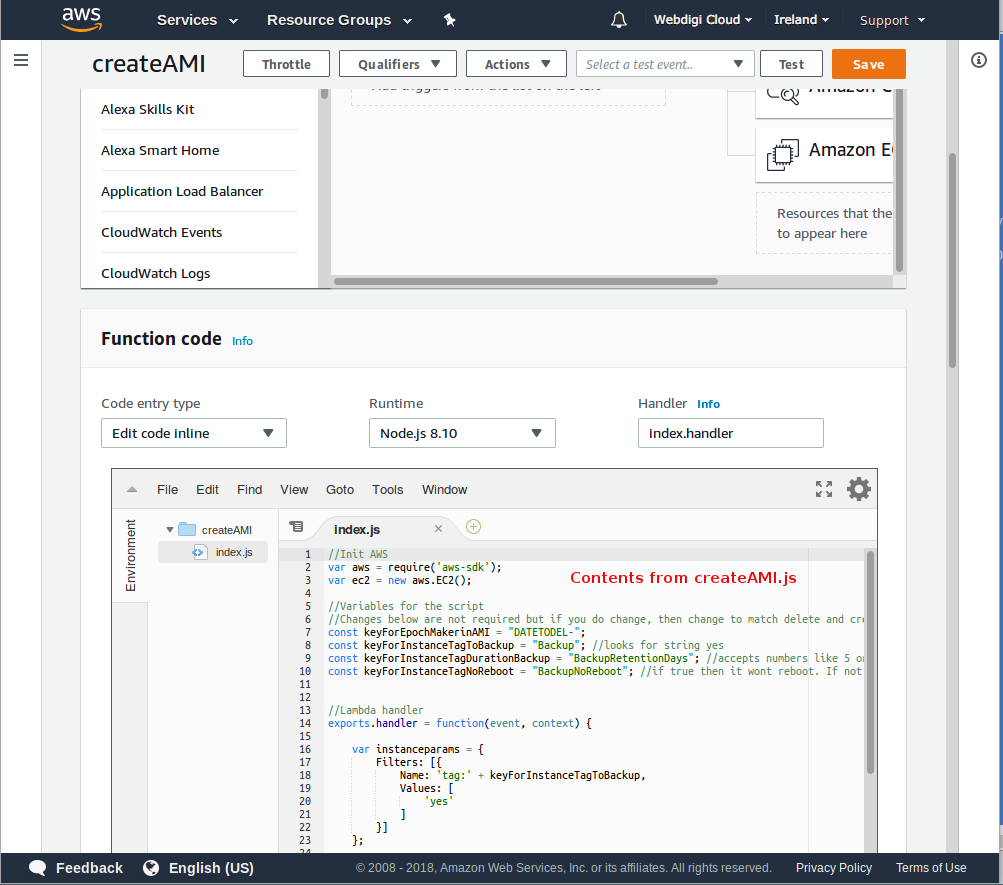 aws Services Resource Groups Webdigi Cloud Ireland Support
createAMI Throttle Qualifiers Actions Select a test event.. Test Save
Alexa Skills Kit
Alexa Smart Home
Application Load Balancer
CloudWatch Events
CloudWatch Logs
Add triggers from the list on the left
Amazon
Amazon E
Resources that the
to appear here
Function code Info
Code entry type
Edit code inline
Runtime
Node.js 8.10
Handler Info
index.handler
File Edit Find View Goto Tools Window
Environment
createAMI
index.js
index.js
Contents from createAMI.js
1 //Init AWS
2 var aws = require('aws-sdk');
3 var ec2 = new aws.EC2();
4
5 //Variables for the script
6 //Changes below are not required but if you do change, then change to match delete and cre
7 const keyForEpochMakerinAMI = "DATETODEL-";
8 const keyForInstanceTagToBackup = "Backup"; //looks for string yes
9 const keyForInstanceTagDurationBackup = "BackupRetentionDays"; //accepts numbers like 5 or
10 const keyForInstanceTagNoReboot = "BackupNoReboot"; //if true then it wont reboot. If not
11
12
13 //Lambda handler
14 exports.handler = function(event, context) {
15
16 var instanceparams = {
17 Filters: [{
18 Name: 'tag:' + keyForInstanceTagToBackup,
19 Values: [
20 'yes'
21 ]
22 }]
23 };
24
Feedback English (US) © 2008 - 2018, Amazon Web Services, Inc. or its affiliates. All rights reserved. Privacy Policy Terms of Use